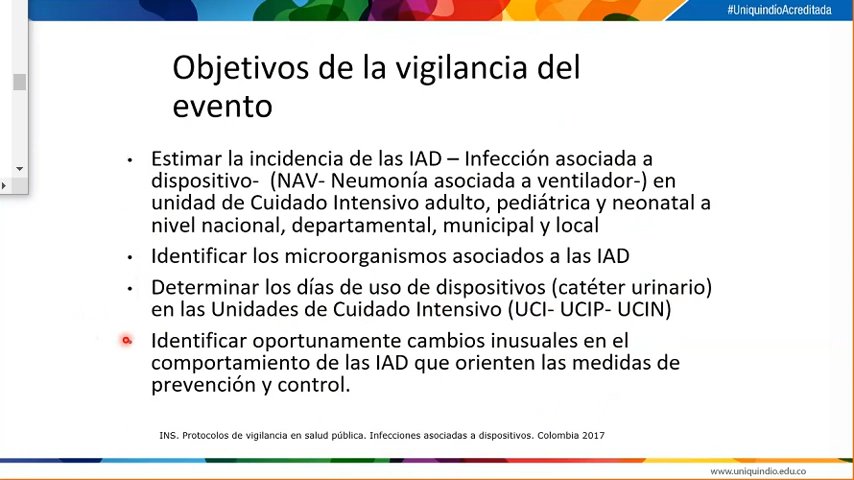 #UniquindioAcreditada
Objetivos de la vigilancia del
evento
• Estimar la incidencia de las IAD – Infección asociada a
dispositivo-  (NAV- Neumonía asociada a ventilador-) en
unidad de Cuidado Intensivo adulto, pediátrica y neonatal a
nivel nacional, departamental, municipal y local
• Identificar los microorganismos asociados a las IAD
• Determinar los días de uso de dispositivos (catéter urinario)
en las Unidades de Cuidado Intensivo (UCI- UCIP- UCIN)
Identificar oportunamente cambios inusuales en el
comportamiento de las IAD que orienten las medidas de
prevención y control.
INS. Protocolos de vigilancia en salud pública. Infecciones asociadas a dispositivos. Colombia 2017
www.uniquindio.edu.co